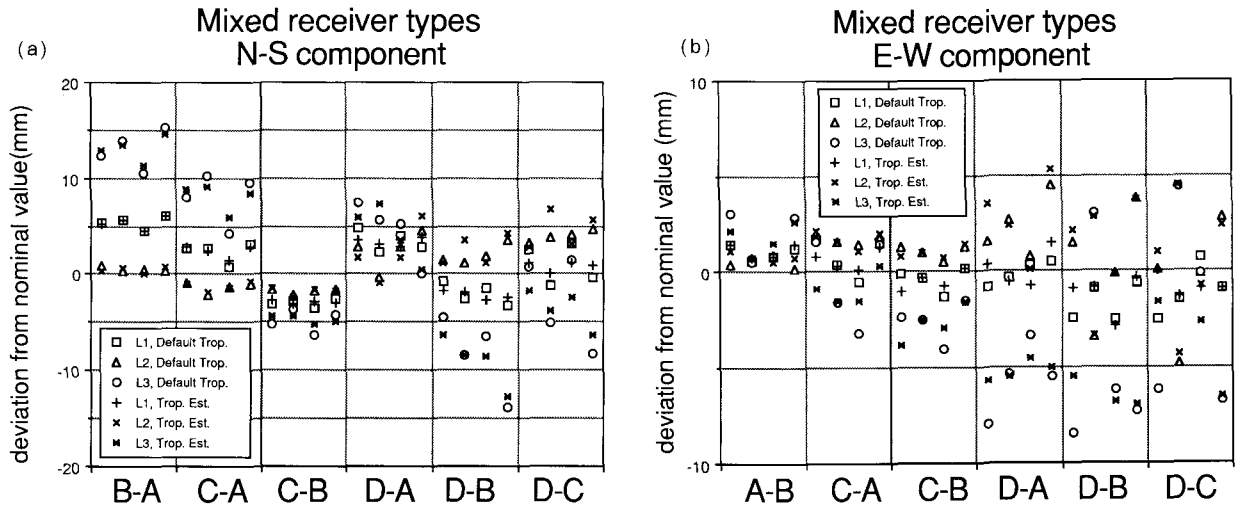 (a)
Mixed receiver types
N-S component
deviation from nominal value(mm)
20
10
0
-10
-20
L1, Default Trop.
L2, Default Trop.
L3, Default Trop.
L1, Trop. Est.
L2, Trop. Est.
L3, Trop. Est.
B-A C-A C-B D-A D-B D-C
(b)
Mixed receiver types
E-W component
deviation from nominal value (mm)
10
0
-10
L1, Default Trop.
L2, Default Trop.
L3, Default Trop.
L1, Trop. Est.
L2, Trop. Est.
L3, Trop. Est.
A-B C-A C-B D-A D-B D-C